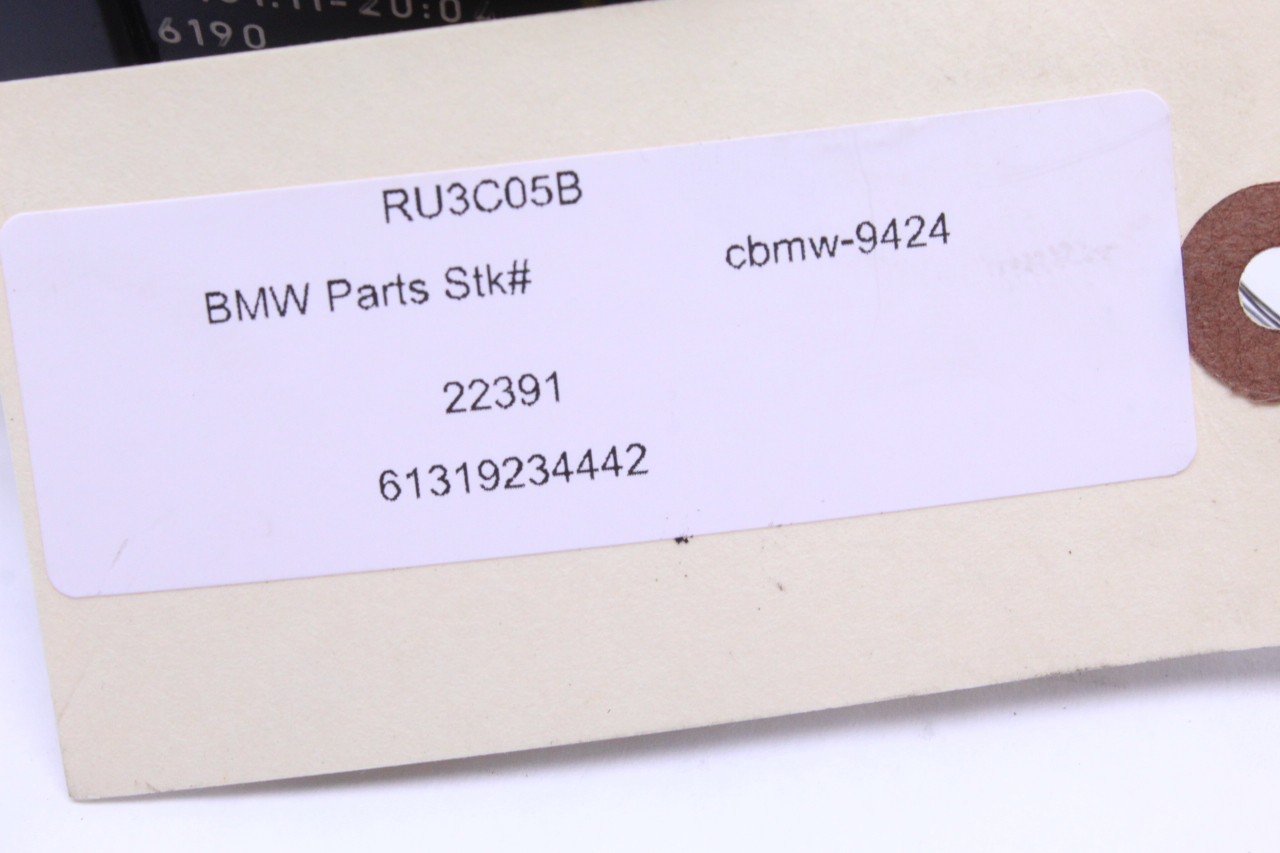 6190
RU3C05B
BMW Parts Stk# cbmw-9424
22391
61319234442